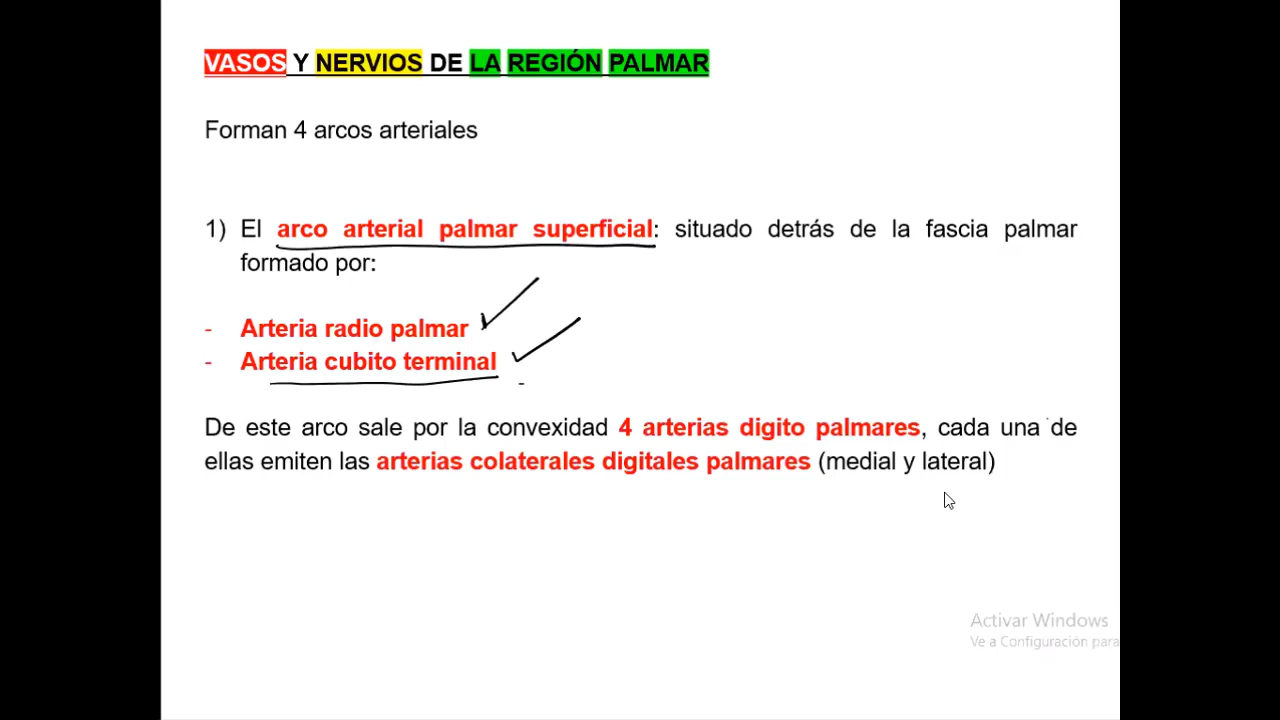 VASOS Y NERVIOS DE LA REGIÓN PALMAR
Forman 4 arcos arteriales
1) El arco arterial palmar superficial: situado detrás de la fascia palmar
formado por:
- Arteria radio palmar
- Arteria cubito terminal
De este arco sale por la convexidad 4 arterias digito palmares, cada una de
ellas emiten las arterias colaterales digitales palmares (medial y lateral)
Activar Windows
Ve a Configuración para